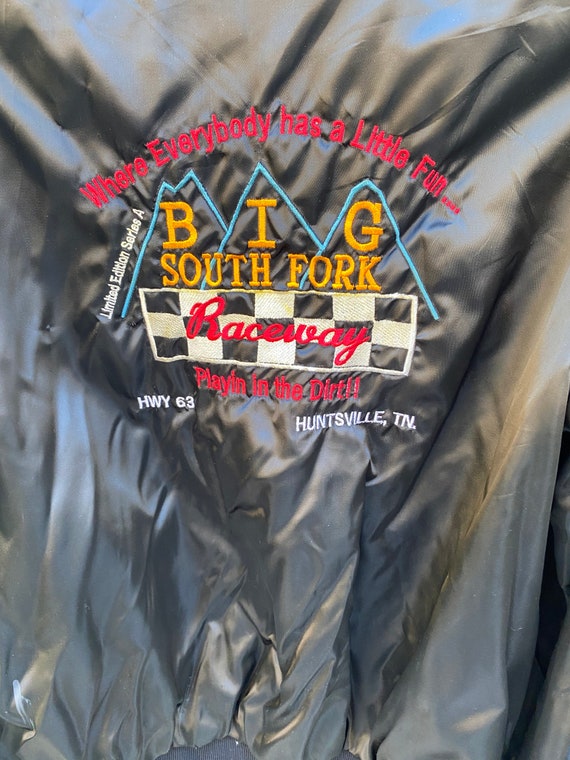 Where Everybody has a Little Fun....
Limited Edition Series A
B I G
SOUTH FORK
Raceway
Playin in the Dirt!!
HWY 63
HUNTSVILLE, TN.